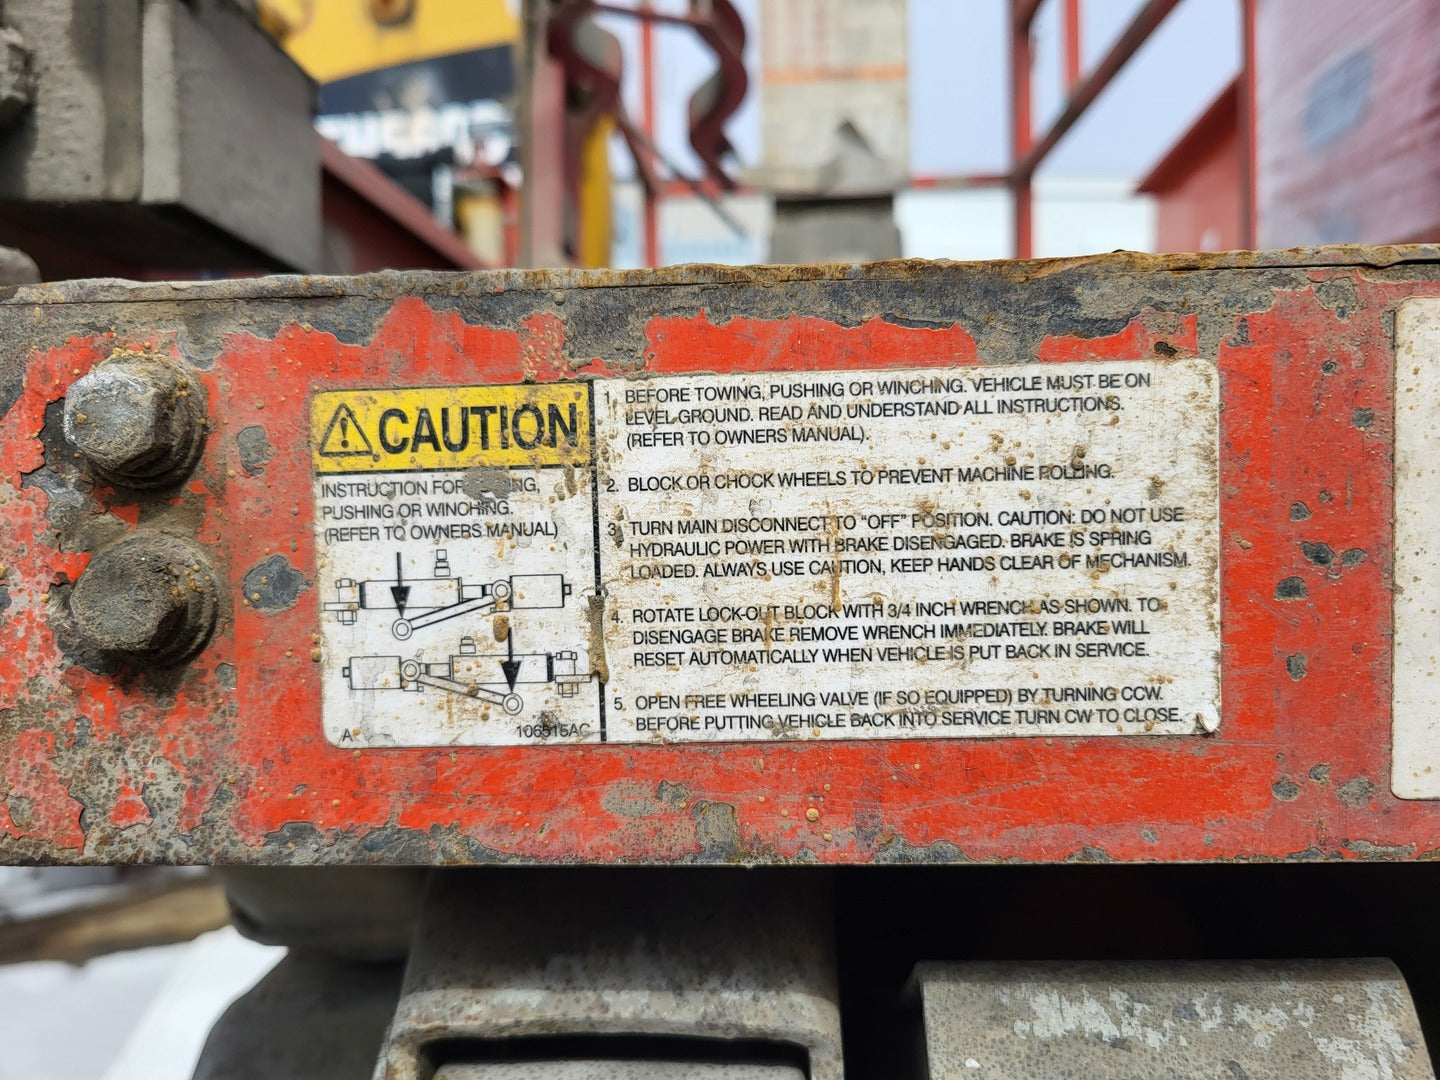 CAUTION
INSTRUCTION FOR
PUSHING OR WINCHING.
(REFER TO OWNERS MANUAL)
A
106515AC
1. BEFORE TOWING, PUSHING OR WINCHING. VEHICLE MUST BE ON
LEVEL GROUND. READ AND UNDERSTAND ALL INSTRUCTIONS.
(REFER TO OWNERS MANUAL).
2. BLOCK OR CHOCK WHEELS TO PREVENT MACHINE ROLLING.
3. TURN MAIN DISCONNECT TO "OFF" POSITION. CAUTION: DO NOT USE
HYDRAULIC POWER WITH BRAKE DISENGAGED. BRAKE IS SPRING
LOADED. ALWAYS USE CAUTION, KEEP HANDS CLEAR OF MECHANISM.
4. ROTATE LOCK-OUT BLOCK WITH 3/4 INCH WRENCH AS SHOWN. TO
DISENGAGE BRAKE REMOVE WRENCH IMMEDIATELY. BRAKE WILL
RESET AUTOMATICALLY WHEN VEHICLE IS PUT BACK IN SERVICE.
5. OPEN FREE WHEELING VALVE (IF SO EQUIPPED) BY TURNING CCW.
BEFORE PUTTING VEHICLE BACK INTO SERVICE TURN CW TO CLOSE.